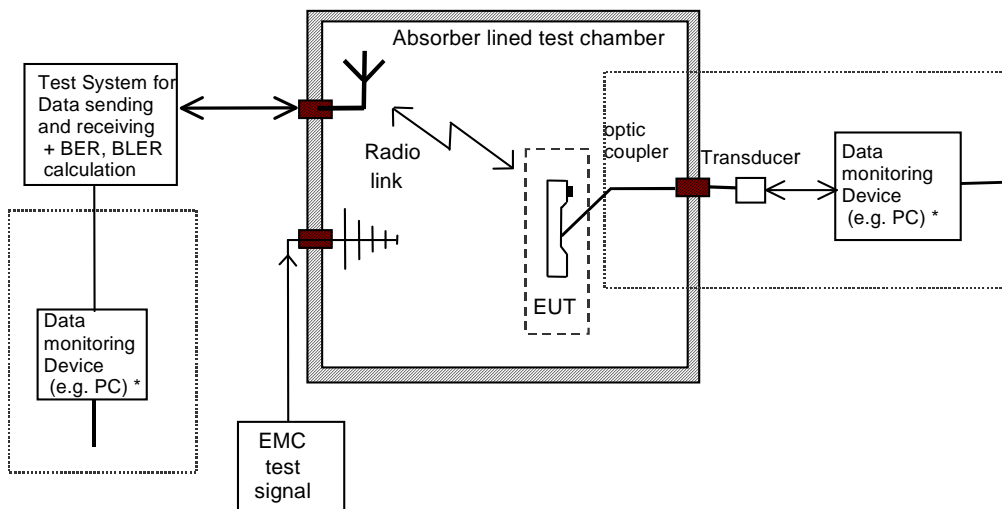 Absorber lined test chamber
Test System for
Data sending
and receiving
+ BER, BLER
calculation
Radio
link
optic
coupler
Transducer
Data
monitoring
Device
(e.g. PC) *
EUT
Data
monitoring
Device
(e.g. PC) *
EMC
test
signal